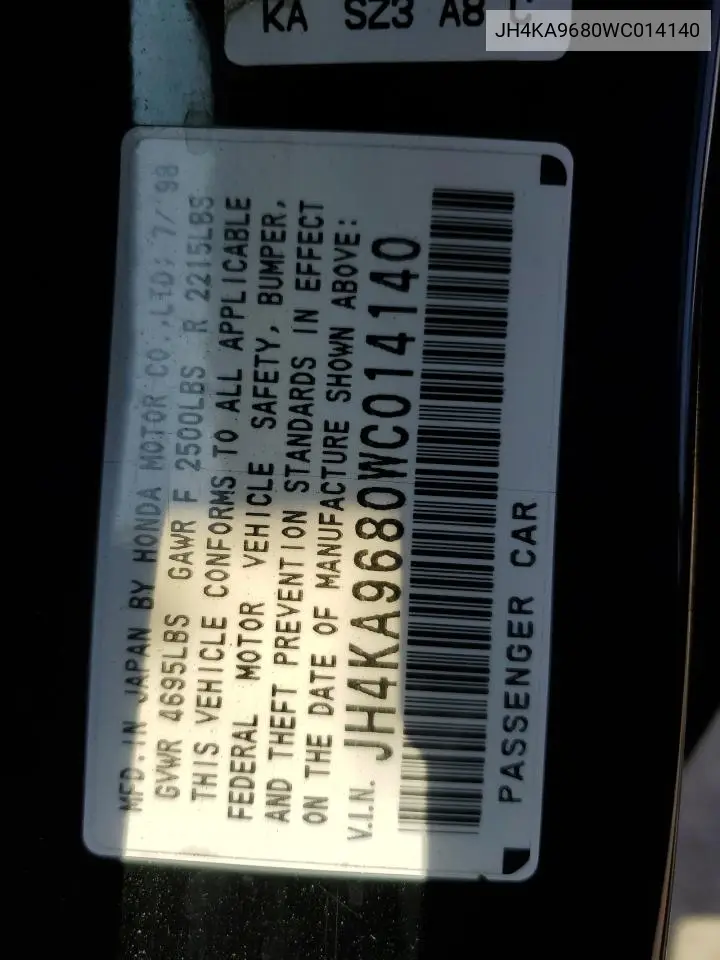 KA SZ3 A8
JH4KA9680WC014140
MFD. IN JAPAN BY HONDA MOTOR CO.,LTD; 7/ 98
GVWR 4695LBS GAWR F 2500LBS R 2215LBS
THIS VEHICLE CONFORMS TO ALL APPLICABLE
FEDERAL MOTOR VEHICLE SAFETY, BUMPER,
AND THEFT PREVENTION STANDARDS IN EFFECT
ON THE DATE OF MANUFACTURE SHOWN ABOVE:
V.I.N. JH4KA9680WC014140
PASSENGER CAR